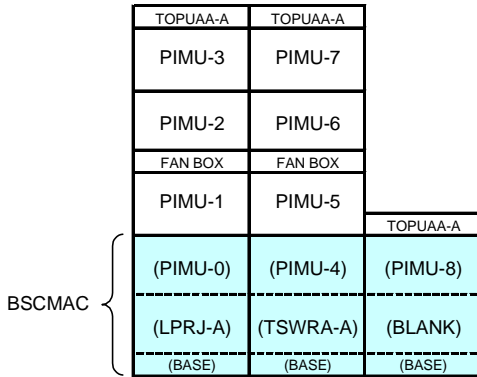 TOPUAA-A TOPUAA-A
PIMU-3 PIMU-7
PIMU-2 PIMU-6
FAN BOX FAN BOX
PIMU-1 PIMU-5
TOPUAA-A
(PIMU-0) (PIMU-4) (PIMU-8)
BSCMAC
(LPRJ-A) (TSWRA-A) (BLANK)
(BASE) (BASE) (BASE)